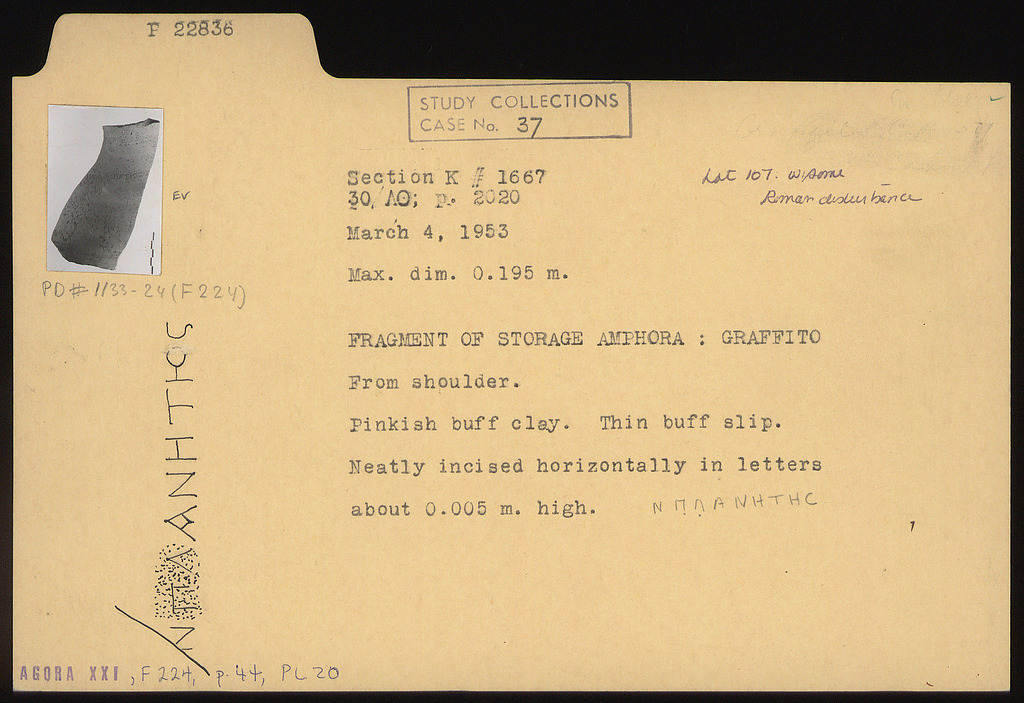 P 22836
STUDY COLLECTIONS
CASE No. 37
Section K # 1667
30/ΛΘ; p. 2020
March 4, 1953
Max. dim. 0.195 m.
Lot 107. w/some
Roman disturbance
EV
PD# 1133-24 (F 224)
FRAGMENT OF STORAGE AMPHORA : GRAFFITO
From shoulder.
Pinkish buff clay. Thin buff slip.
Neatly incised horizontally in letters
about 0.005 m. high. ΝΠΛΑΝΗΤΗС
AGORA XXI, F 224, p. 44, PL 20